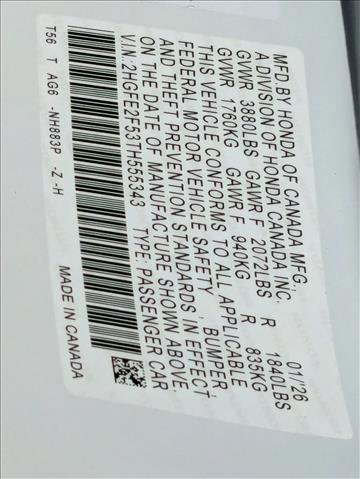 MFD.BY HONDA OF CANADA MFG., 01/'26
A DIVISION OF HONDA CANADA INC.
GVWR 3880LBS GAWR F 2072LBS R 1840LBS
GVWR 1760KG GAWR F 940KG R 835KG
THIS VEHICLE CONFORMS TO ALL APPLICABLE
FEDERAL MOTOR VEHICLE SAFETY, BUMPER,
AND THEFT PREVENTION STANDARDS IN EFFECT
ON THE DATE OF MANUFACTURE SHOWN ABOVE.
V.I.N: 2HGFE2F53TH555343 TYPE: PASSENGER CAR
T56 T AG6 -NH883P -Z -H MADE IN CANADA